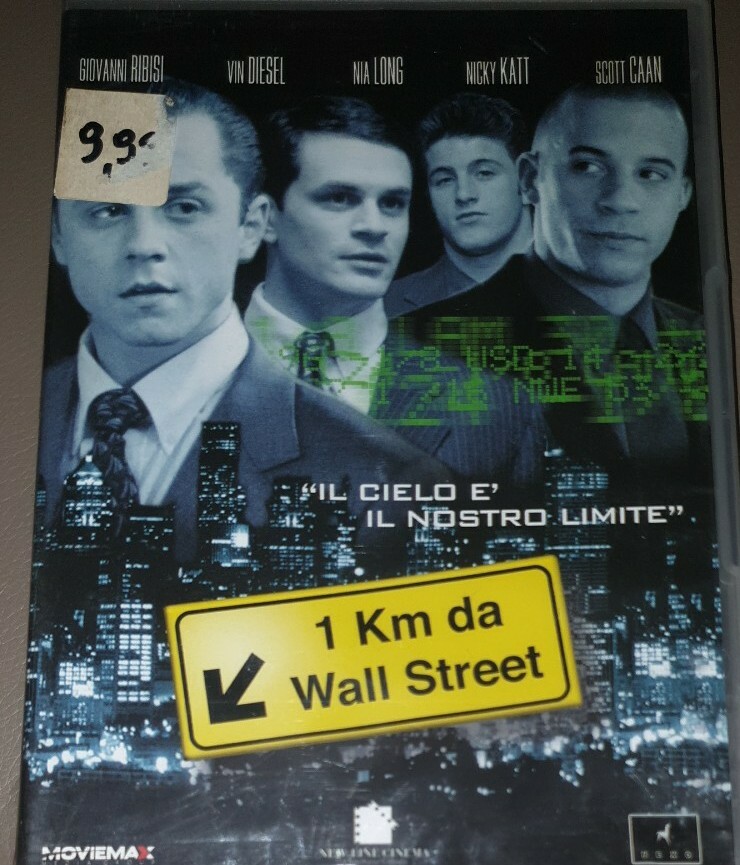 GIOVANNI RIBISI VIN DIESEL NIA LONG NICKY KATT SCOTT CAAN
9,9
"IL CIELO E'
IL NOSTRO LIMITE"
1 Km da
Wall Street
MOVIEMAX NEW LINE CINEMA